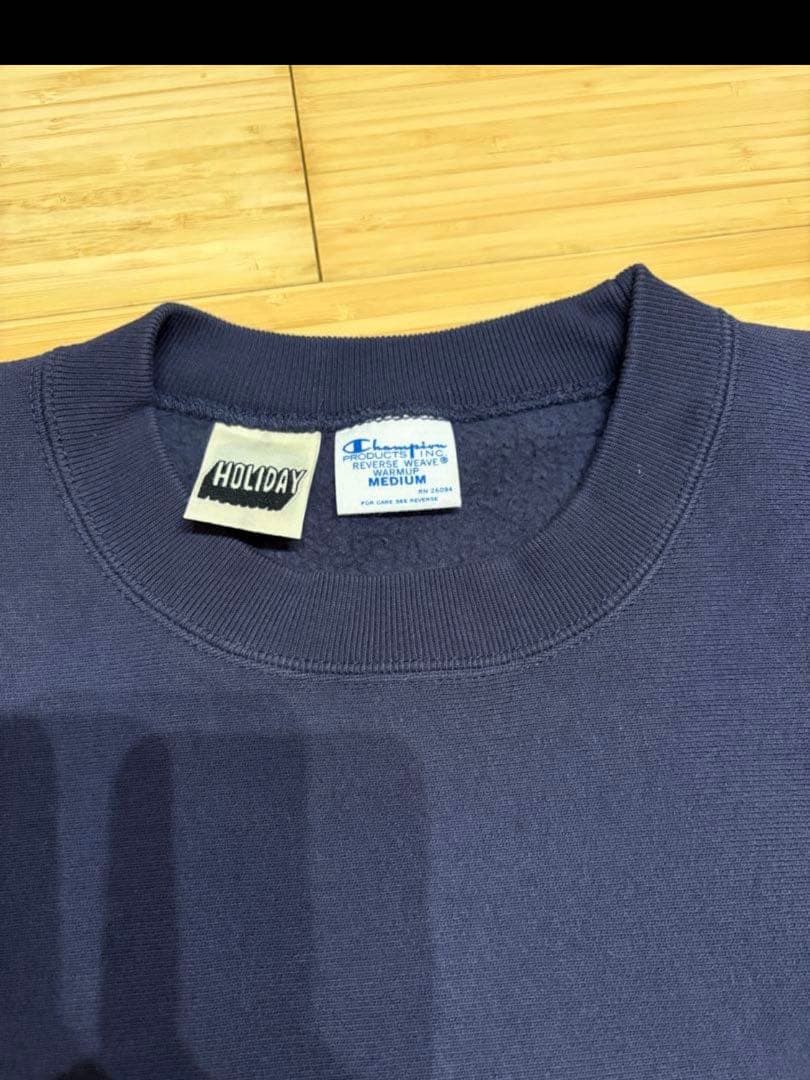 HOLIDAY
Champion
PRODUCTS INC.
REVERSE WEAVE®
WARMUP
MEDIUM
RN 26094
FOR CARE SEE REVERSE